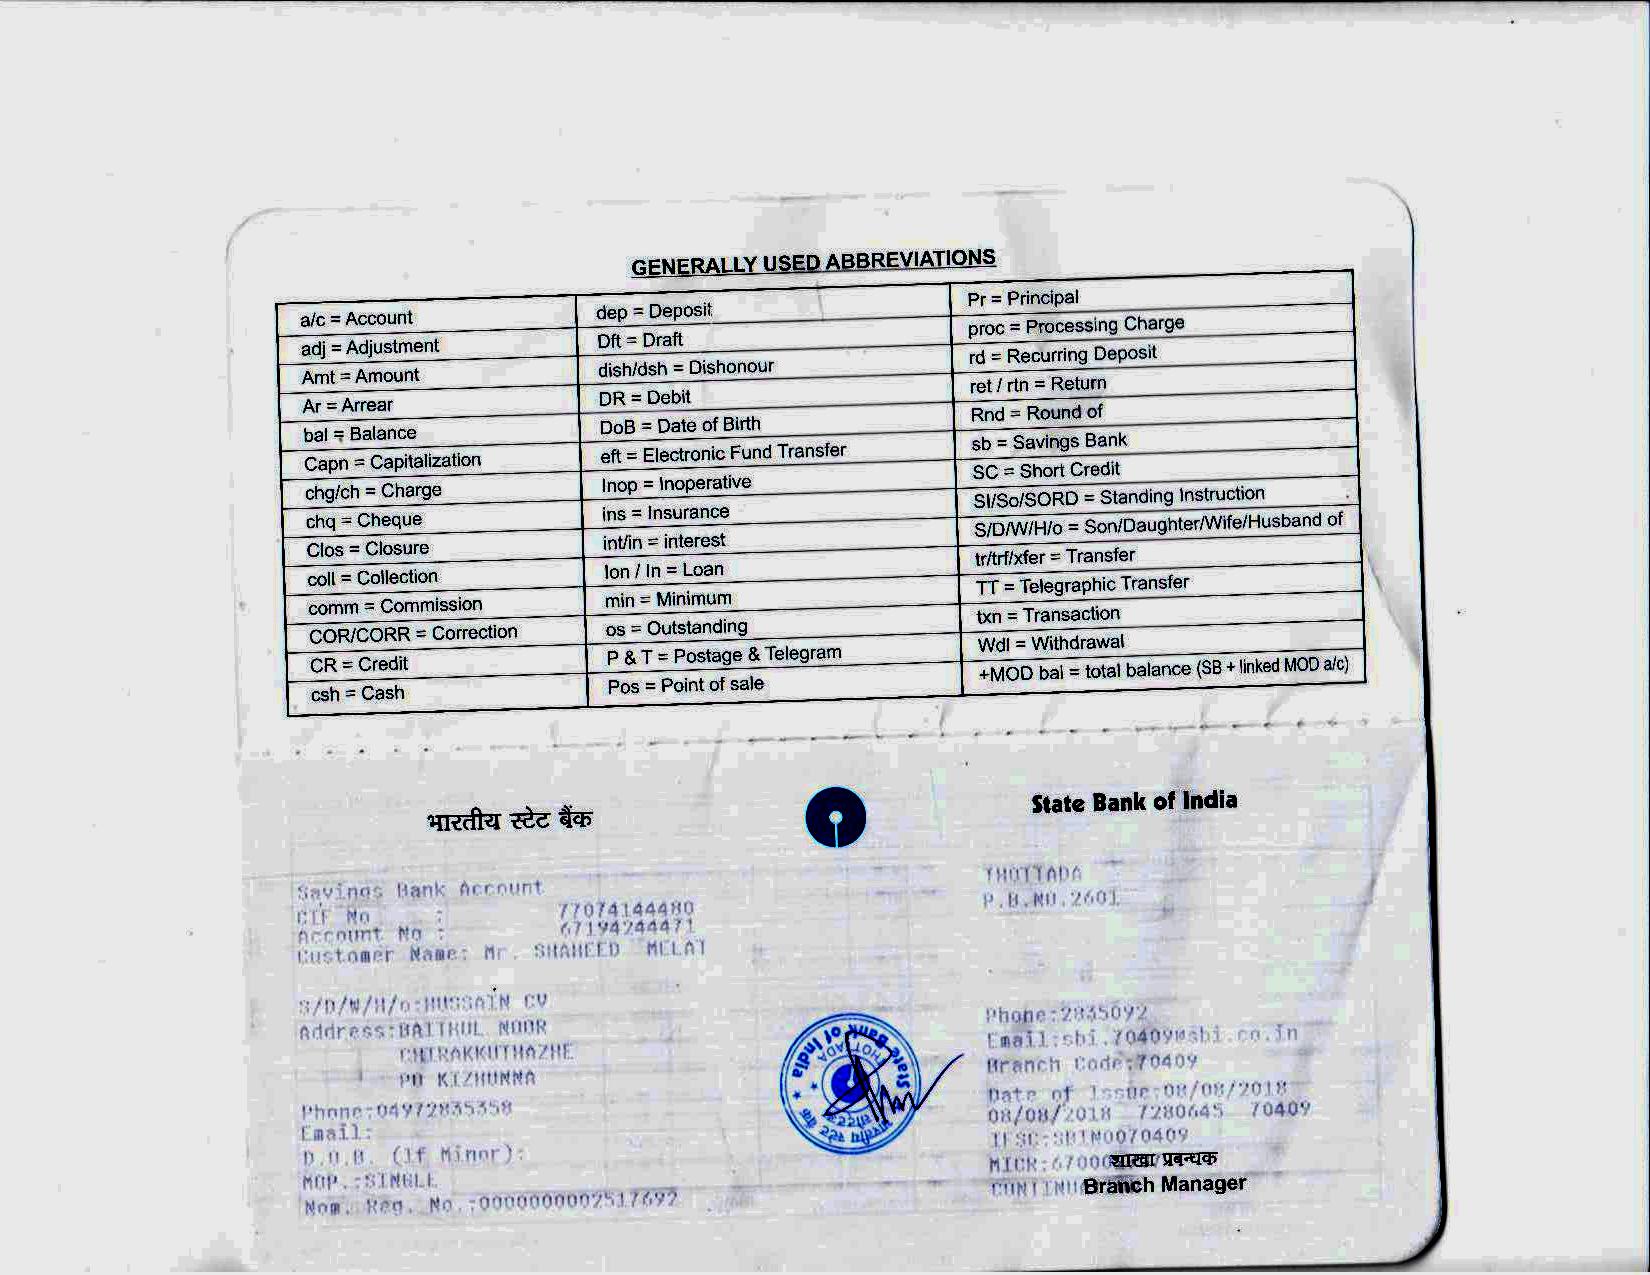 GENERALLY USED ABBREVIATIONS
a/c = Account
adj = Adjustment
Amt = Amount
Ar = Arrear
bal = Balance
Capn = Capitalization
chg/ch = Charge
chq = Cheque
Clos = Closure
coll = Collection
comm = Commission
COR/CORR = Correction
CR = Credit
csh = Cash
dep = Deposit
Dft = Draft
dish/dsh = Dishonour
DR = Debit
DoB = Date of Birth
eft = Electronic Fund Transfer
Inop = Inoperative
ins = Insurance
int/in = interest
lon / ln = Loan
min = Minimum
os = Outstanding
P & T = Postage & Telegram
Pos = Point of sale
Pr = Principal
proc = Processing Charge
rd = Recurring Deposit
ret / rtn = Return
Rnd = Round of
sb = Savings Bank
SC = Short Credit
SI/So/SORD = Standing Instruction
S/D/W/H/o = Son/Daughter/Wife/Husband of
tr/trf/xfer = Transfer
TT = Telegraphic Transfer
txn = Transaction
Wdl = Withdrawal
+MOD bal = total balance (SB + linked MOD a/c)
भारतीय स्टेट बैंक
State Bank of India
Savings Bank Account
CIF No : 77074144480
Account No : 67194244471
Customer Name: Mr. SHAHEED MELAT
S/D/W/H/o:HUSSAIN CV
Address:BAITHUL NOOR
CHIRAKKUTHAZHE
PO KIZHUNNA
Phone:04972835358
Email:
D.O.B. (If Minor):
MOP.:SINGLE
Nom. Reg. No.:0000000002517692
THOTTADA
P.B.NO.2601
Phone:2835092
Email:sbi.70409@sbi.co.in
Branch Code:70409
Date of Issue:08/08/2018
08/08/2018 7280645 70409
IFSC:SBIN0070409
MICR:67000
शाखा प्रबन्धक
Branch Manager
State Bank of India
THOTTADA